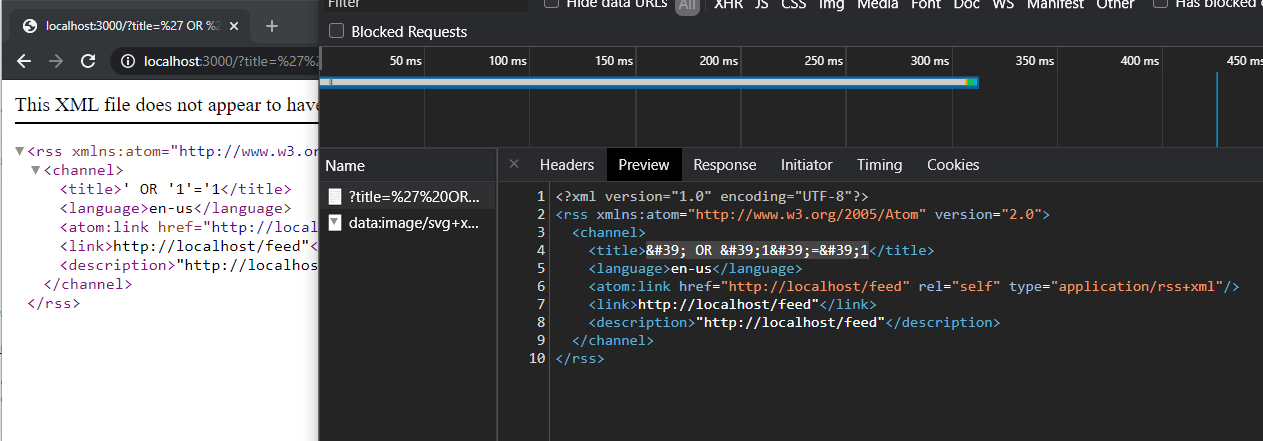 localhost:3000/?title=%27 OR %2
localhost:3000/?title=%27%2
This XML file does not appear to have
▼<rss xmlns:atom="http://www.w3.or
▼<channel>
<title>' OR '1'='1</title>
<language>en-us</language>
<atom:link href="http://local
<link>http://localhost/feed"<
<description>"http://localhos
</channel>
</rss>
Filter
Hide data URLs
All XHR JS CSS Img Media Font Doc WS Manifest Other
Has blocked c
Blocked Requests
50 ms 100 ms 150 ms 200 ms 250 ms 300 ms 350 ms 400 ms 450 ms
Name
?title=%27%20OR...
data:image/svg+x...
× Headers Preview Response Initiator Timing Cookies
1 <?xml version="1.0" encoding="UTF-8"?>
2 <rss xmlns:atom="http://www.w3.org/2005/Atom" version="2.0">
3 <channel>
4 <title>&#39; OR &#39;1&#39;=&#39;1</title>
5 <language>en-us</language>
6 <atom:link href="http://localhost/feed" rel="self" type="application/rss+xml"/>
7 <link>http://localhost/feed"</link>
8 <description>"http://localhost/feed"</description>
9 </channel>
10 </rss>